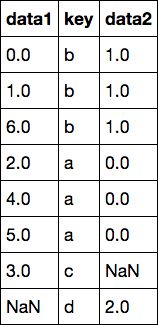 data1 key data2
0.0 b 1.0
1.0 b 1.0
6.0 b 1.0
2.0 a 0.0
4.0 a 0.0
5.0 a 0.0
3.0 c NaN
NaN d 2.0